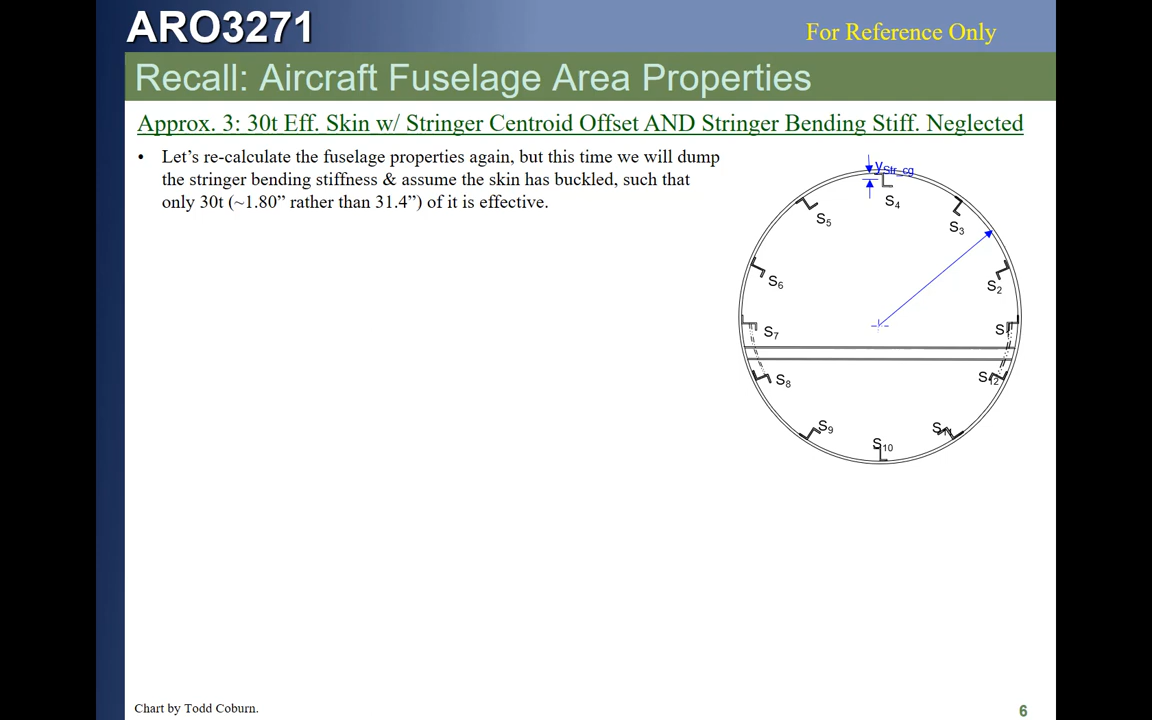 ARO3271
For Reference Only
Recall: Aircraft Fuselage Area Properties
Approx. 3: 30t Eff. Skin w/ Stringer Centroid Offset AND Stringer Bending Stiff. Neglected
• Let’s re-calculate the fuselage properties again, but this time we will dump
the stringer bending stiffness & assume the skin has buckled, such that
only 30t (~1.80” rather than 31.4”) of it is effective.
yStr_cg
S4
S5
S3
S6
S2
S7
S
S8
S12
S9
S10
S
Chart by Todd Coburn.
6